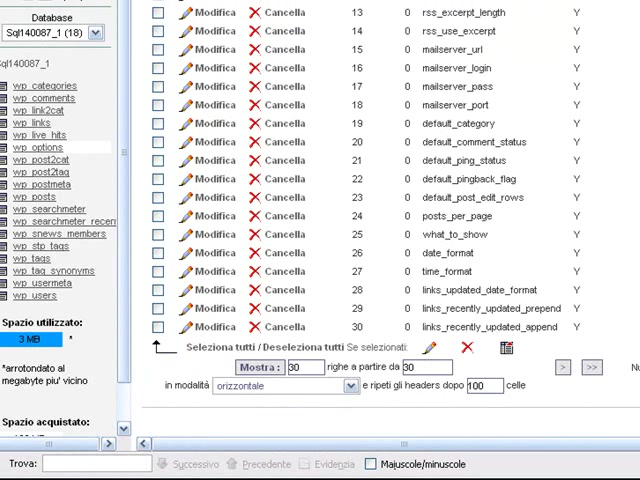 Database
Sql140087_1 (18)
Sql140087_1
wp_categories
wp_comments
wp_link2cat
wp_links
wp_live_hits
wp_options
wp_post2cat
wp_post2tag
wp_postmeta
wp_posts
wp_searchmeter
wp_searchmeter_recen
wp_snews_members
wp_stp_tags
wp_tags
wp_tag_synonyms
wp_usermeta
wp_users
Spazio utilizzato:
3 MB *
*arrotondato al
megabyte piu' vicino
Spazio acquistato:
Modifica Cancella 13 0 rss_excerpt_length Y
Modifica Cancella 14 0 rss_use_excerpt Y
Modifica Cancella 15 0 mailserver_url Y
Modifica Cancella 16 0 mailserver_login Y
Modifica Cancella 17 0 mailserver_pass Y
Modifica Cancella 18 0 mailserver_port Y
Modifica Cancella 19 0 default_category Y
Modifica Cancella 20 0 default_comment_status Y
Modifica Cancella 21 0 default_ping_status Y
Modifica Cancella 22 0 default_pingback_flag Y
Modifica Cancella 23 0 default_post_edit_rows Y
Modifica Cancella 24 0 posts_per_page Y
Modifica Cancella 25 0 what_to_show Y
Modifica Cancella 26 0 date_format Y
Modifica Cancella 27 0 time_format Y
Modifica Cancella 28 0 links_updated_date_format Y
Modifica Cancella 29 0 links_recently_updated_prepend Y
Modifica Cancella 30 0 links_recently_updated_append Y
Seleziona tutti / Deseleziona tutti Se selezionati:
Mostra : 30 righe a partire da 30 > >> Nu
in modalità orizzontale e ripeti gli headers dopo 100 celle
Trova: Successivo Precedente Evidenzia Majuscole/minuscole